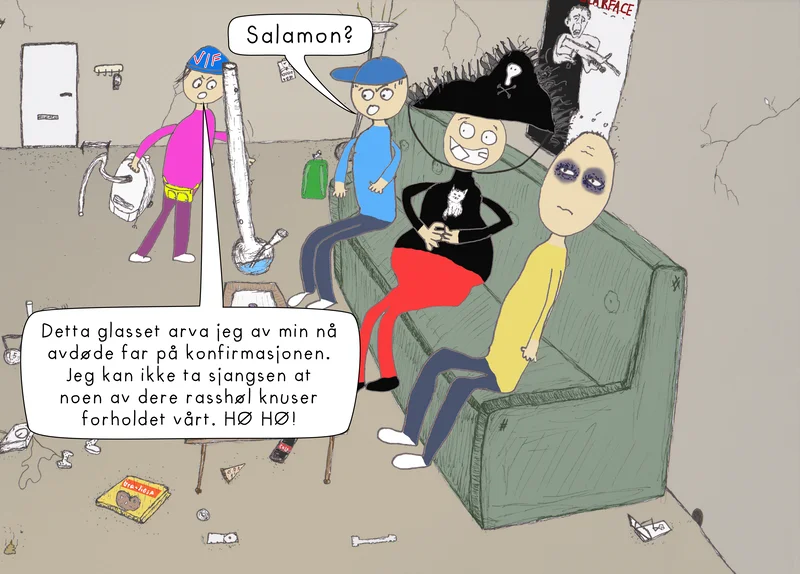 Salamon?
VIF
Detta glasset arva jeg av min nå
avdøde far på konfirmasjonen.
Jeg kan ikke ta sjangsen at
noen av dere rasshøl knuser
forholdet vårt. HØ HØ!